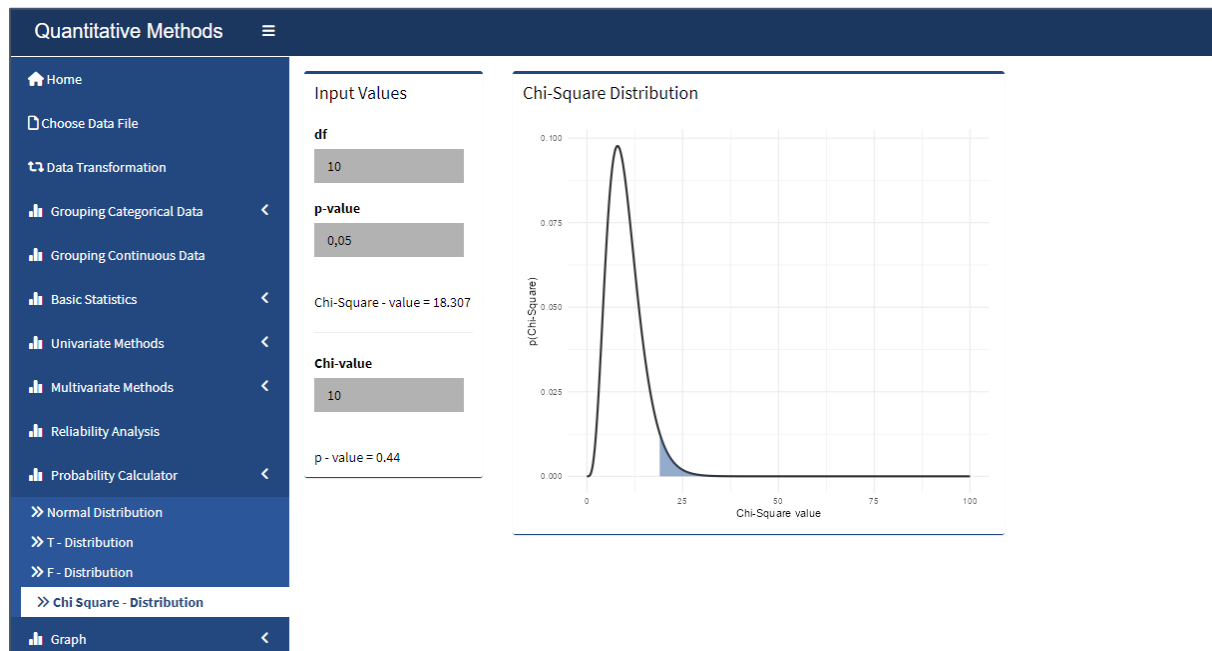 Quantitative Methods
Home
Choose Data File
Data Transformation
Grouping Categorical Data
Grouping Continuous Data
Basic Statistics
Univariate Methods
Multivariate Methods
Reliability Analysis
Probability Calculator
Normal Distribution
T - Distribution
F - Distribution
Chi Square - Distribution
Graph
Input Values
df
10
p-value
0,05
Chi-Square - value = 18.307
Chi-value
10
p - value = 0.44
Chi-Square Distribution
p(Chi-Square)
0.100
0.075
0.050
0.025
0.000
0 25 50 75 100
Chi-Square value